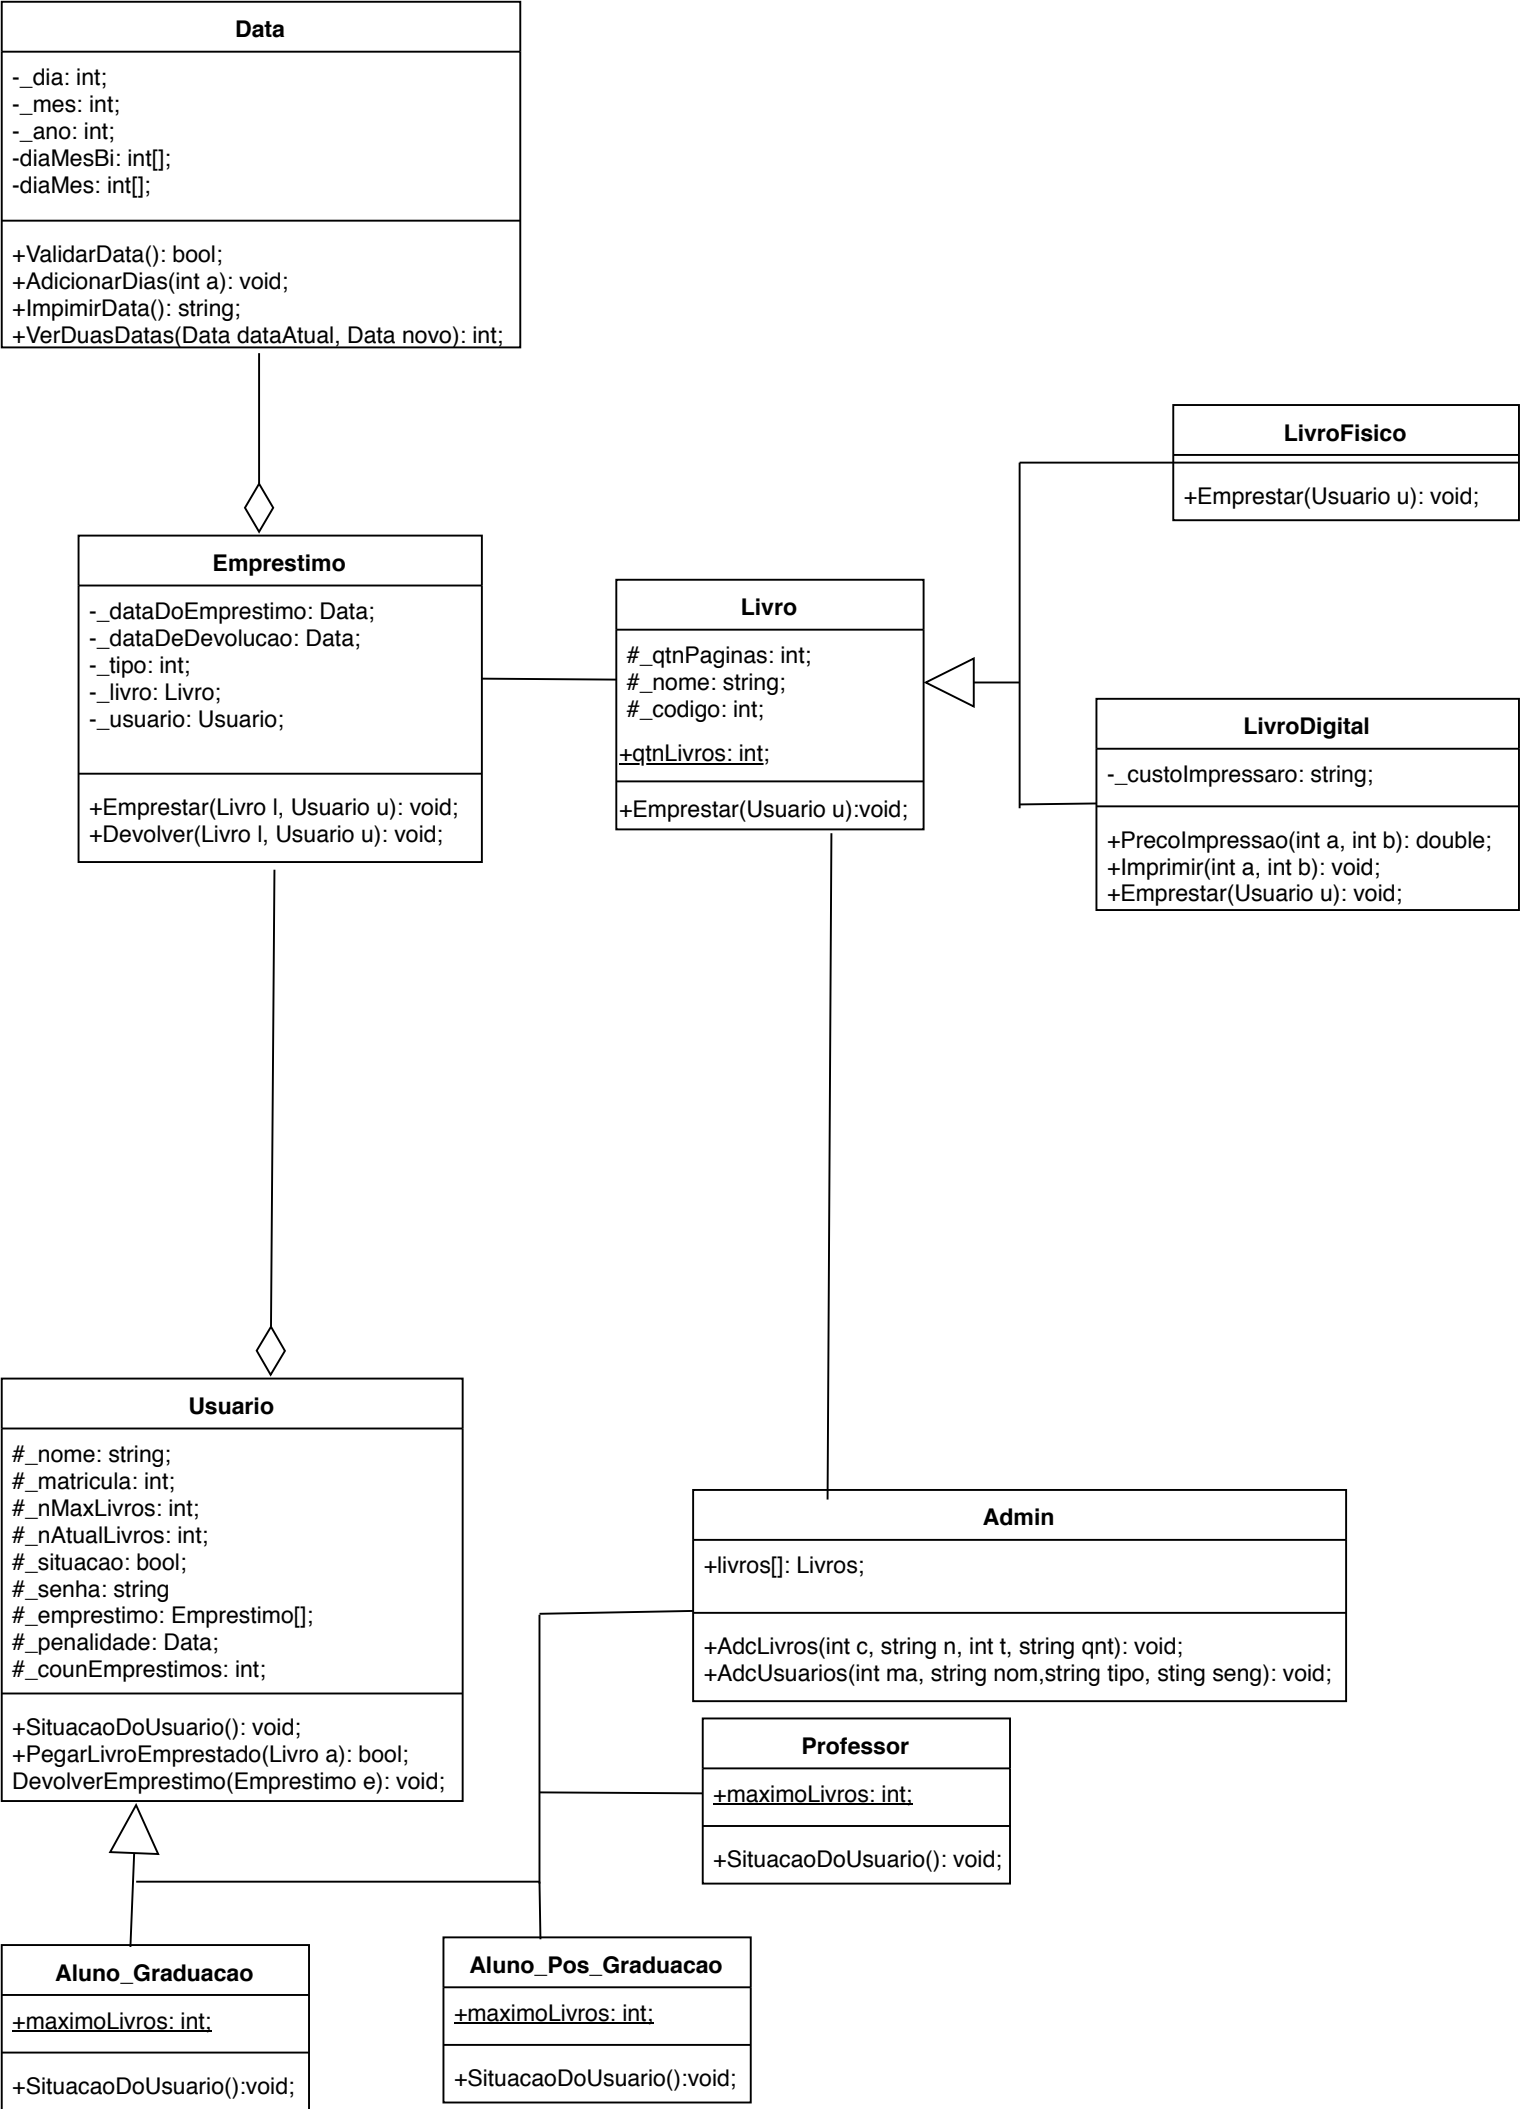 Data
-_dia: int;
-_mes: int;
-_ano: int;
-diaMesBi: int[];
-diaMes: int[];
+ValidarData(): bool;
+AdicionarDias(int a): void;
+ImpimirData(): string;
+VerDuasDatas(Data dataAtual, Data novo): int;
LivroFisico
+Emprestar(Usuario u): void;
Emprestimo
-_dataDoEmprestimo: Data;
-_dataDeDevolucao: Data;
-_tipo: int;
-_livro: Livro;
-_usuario: Usuario;
+Emprestar(Livro l, Usuario u): void;
+Devolver(Livro l, Usuario u): void;
Livro
#_qtnPaginas: int;
#_nome: string;
#_codigo: int;
+qtnLivros: int;
+Emprestar(Usuario u):void;
LivroDigital
-_custoImpressaro: string;
+PrecoImpressao(int a, int b): double;
+Imprimir(int a, int b): void;
+Emprestar(Usuario u): void;
Usuario
#_nome: string;
#_matricula: int;
#_nMaxLivros: int;
#_nAtualLivros: int;
#_situacao: bool;
#_senha: string
#_emprestimo: Emprestimo[];
#_penalidade: Data;
#_counEmprestimos: int;
+SituacaoDoUsuario(): void;
+PegarLivroEmprestado(Livro a): bool;
DevolverEmprestimo(Emprestimo e): void;
Admin
+livros[]: Livros;
+AdcLivros(int c, string n, int t, string qnt): void;
+AdcUsuarios(int ma, string nom,string tipo, sting seng): void;
Professor
+maximoLivros: int;
+SituacaoDoUsuario(): void;
Aluno_Graduacao
+maximoLivros: int;
+SituacaoDoUsuario():void;
Aluno_Pos_Graduacao
+maximoLivros: int;
+SituacaoDoUsuario():void;